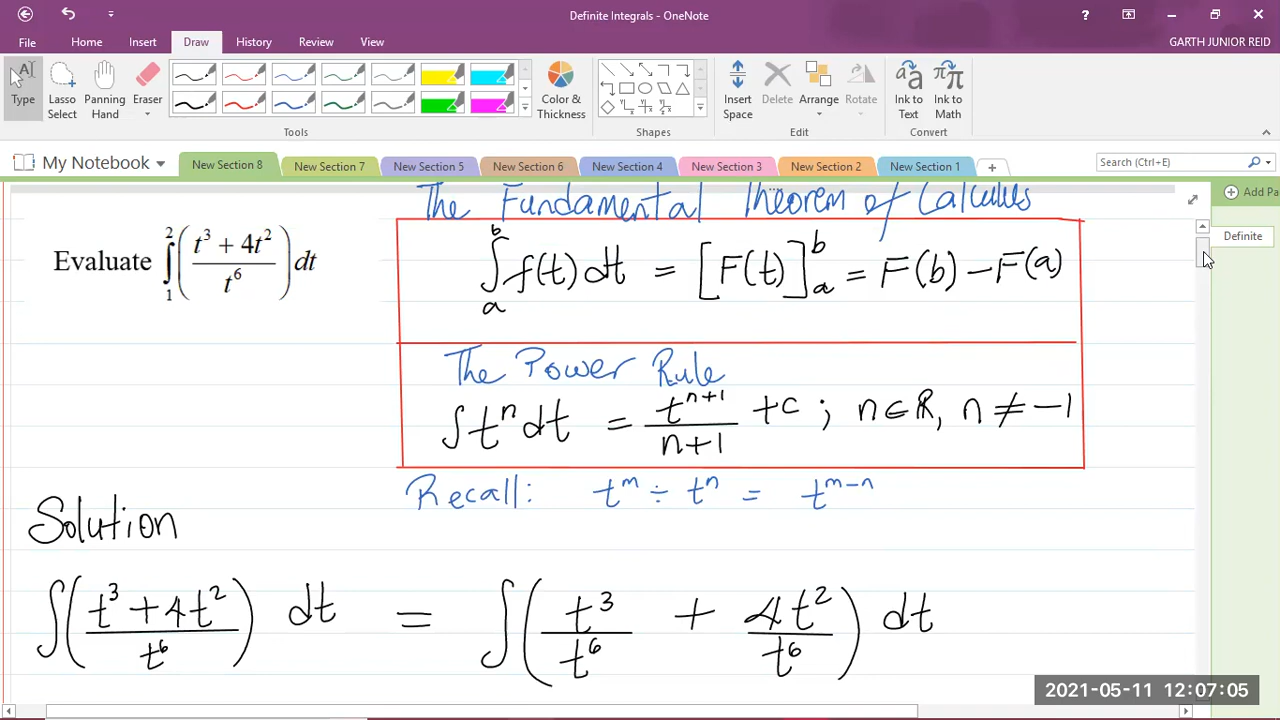 Definite Integrals - OneNote
?
File Home Insert Draw History Review View GARTH JUNIOR REID
Type Lasso Select Panning Hand Eraser Color & Thickness Insert Space Delete Arrange Rotate Ink to Text Ink to Math
Tools Shapes Edit Convert
My Notebook New Section 8 New Section 7 New Section 5 New Section 6 New Section 4 New Section 3 New Section 2 New Section 1 + Search (Ctrl+E)
Add Pa
Definite
The Fundamental Theorem of Calculus
Evaluate ∫₁² ((t³ + 4t²)/t⁶) dt
∫ₐᵇ f(t) dt = [F(t)]ₐᵇ = F(b) − F(a)
The Power Rule
∫ tⁿ dt = tⁿ⁺¹/(n+1) + C ; n ∈ ℝ, n ≠ −1
Recall: tᵐ ÷ tⁿ = tᵐ⁻ⁿ
Solution
∫ ((t³ + 4t²)/t⁶) dt = ∫ (t³/t⁶ + 4t²/t⁶) dt
2021-05-11 12:07:05